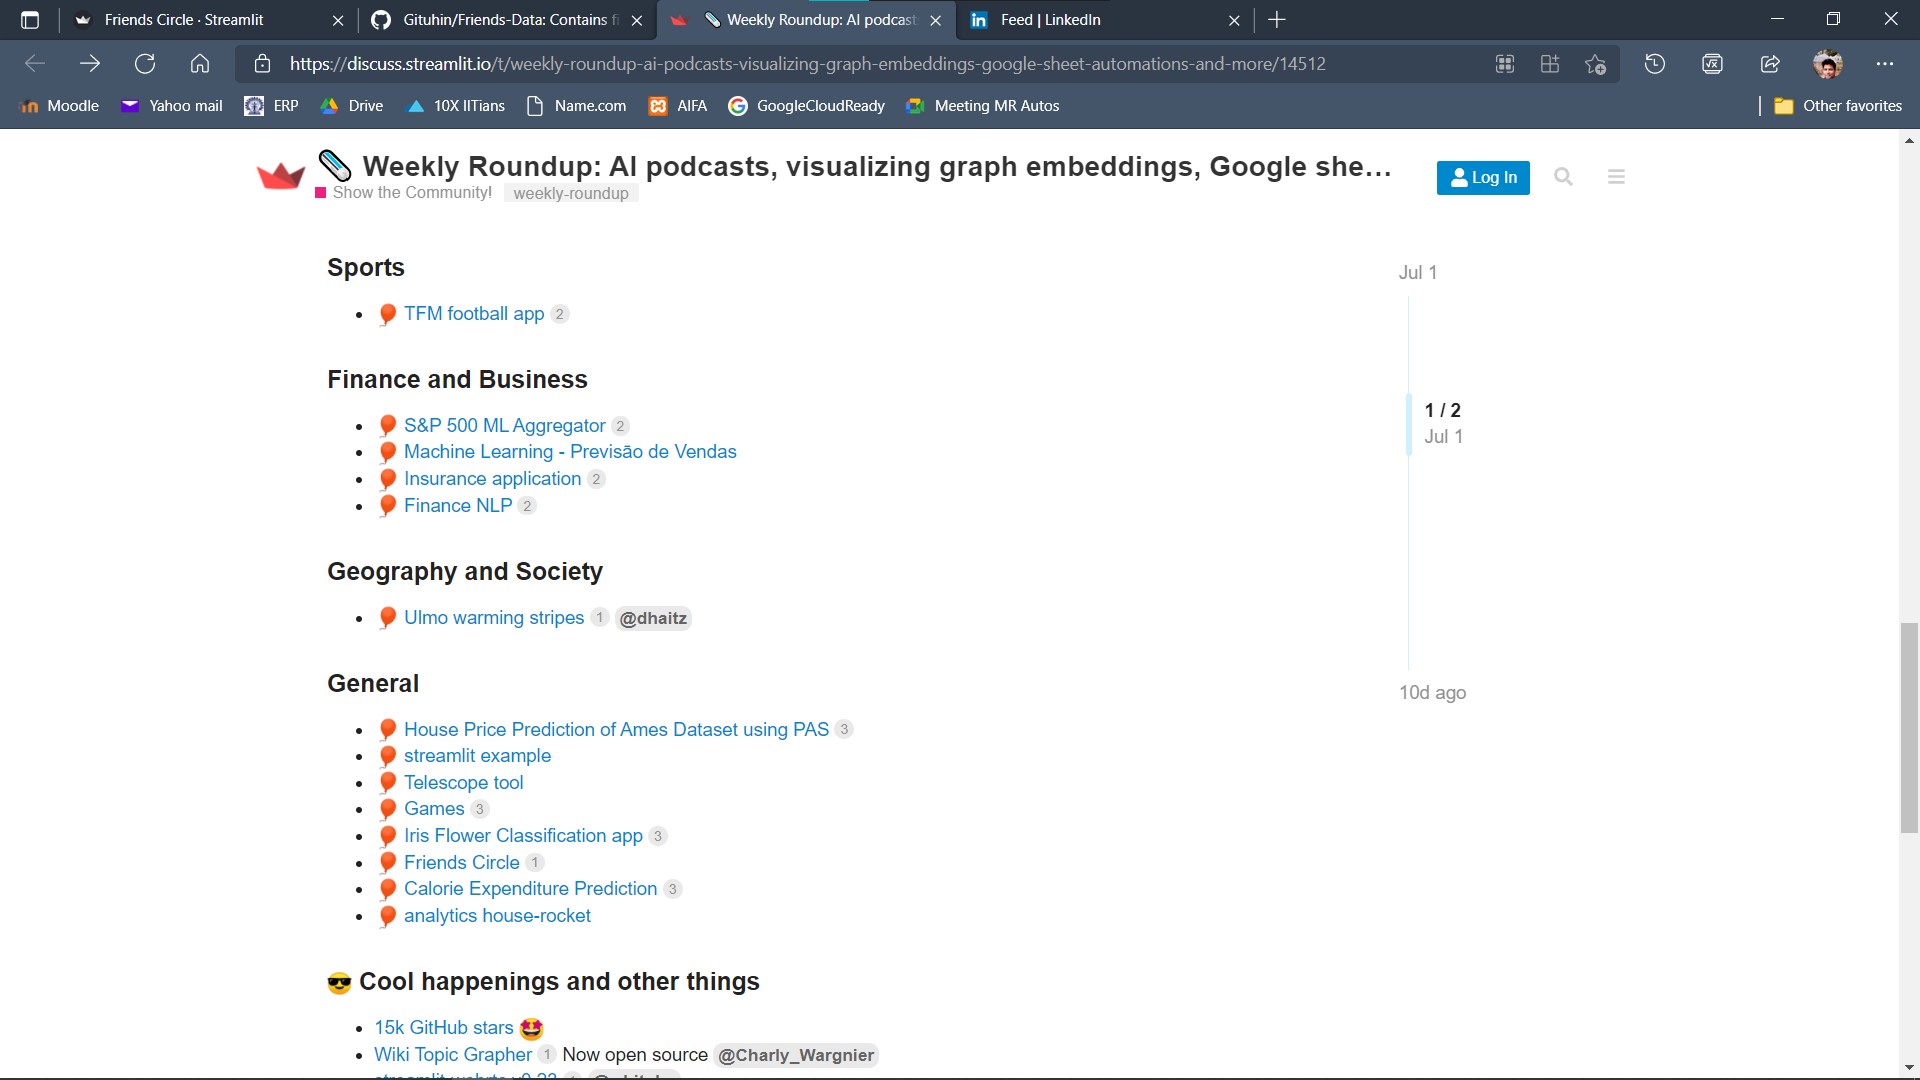 Friends Circle · Streamlit
Gituhin/Friends-Data: Contains fi
Weekly Roundup: AI podcast
Feed | LinkedIn
https://discuss.streamlit.io/t/weekly-roundup-ai-podcasts-visualizing-graph-embeddings-google-sheet-automations-and-more/14512
Moodle
Yahoo mail
ERP
Drive
10X IITians
Name.com
AIFA
GoogleCloudReady
Meeting MR Autos
Other favorites
Weekly Roundup: AI podcasts, visualizing graph embeddings, Google she...
Show the Community! weekly-roundup
Log In
Sports
TFM football app 2
Finance and Business
S&P 500 ML Aggregator 2
Machine Learning - Previsão de Vendas
Insurance application 2
Finance NLP 2
Geography and Society
Ulmo warming stripes 1 @dhaitz
General
House Price Prediction of Ames Dataset using PAS 3
streamlit example
Telescope tool
Games 3
Iris Flower Classification app 3
Friends Circle 1
Calorie Expenditure Prediction 3
analytics house-rocket
Cool happenings and other things
15k GitHub stars
Wiki Topic Grapher 1 Now open source @Charly_Wargnier
Jul 1
1 / 2
Jul 1
10d ago